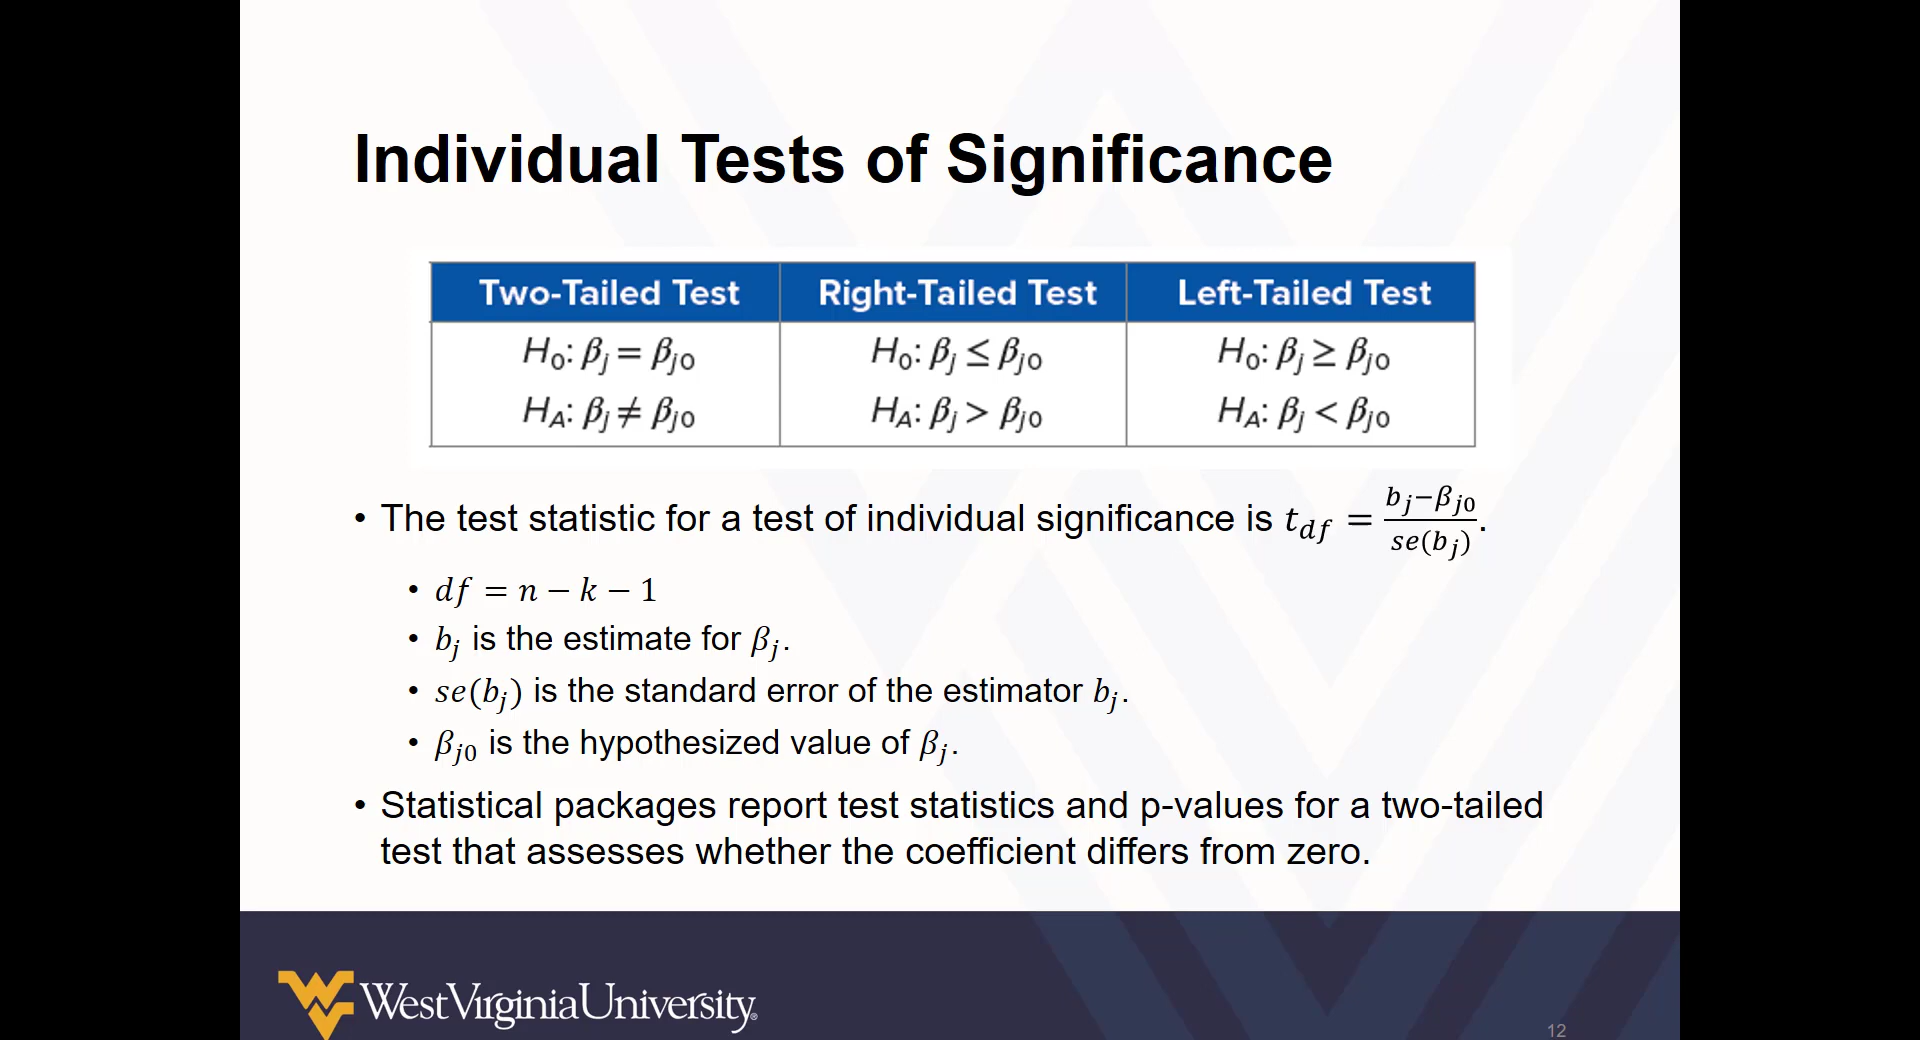 Individual Tests of Significance
Two-Tailed Test Right-Tailed Test Left-Tailed Test
H₀: βⱼ = βⱼ₀ H₀: βⱼ ≤ βⱼ₀ H₀: βⱼ ≥ βⱼ₀
H_A: βⱼ ≠ βⱼ₀ H_A: βⱼ > βⱼ₀ H_A: βⱼ < βⱼ₀
• The test statistic for a test of individual significance is t_df = (bⱼ−βⱼ₀)/se(bⱼ).
• df = n − k − 1
• bⱼ is the estimate for βⱼ.
• se(bⱼ) is the standard error of the estimator bⱼ.
• βⱼ₀ is the hypothesized value of βⱼ.
• Statistical packages report test statistics and p-values for a two-tailed
test that assesses whether the coefficient differs from zero.
WestVirginiaUniversity®
12